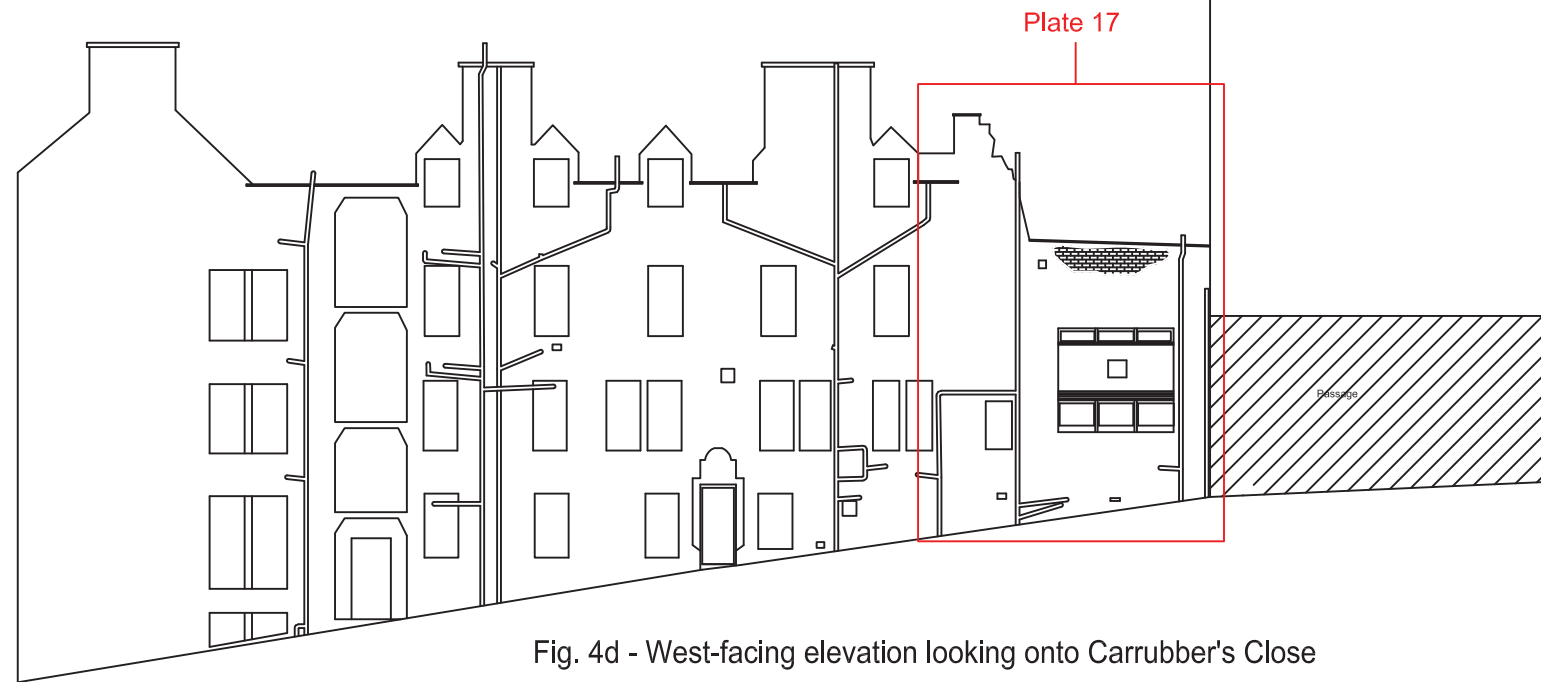 Plate 17
Passage
Fig. 4d - West-facing elevation looking onto Carrubber's Close